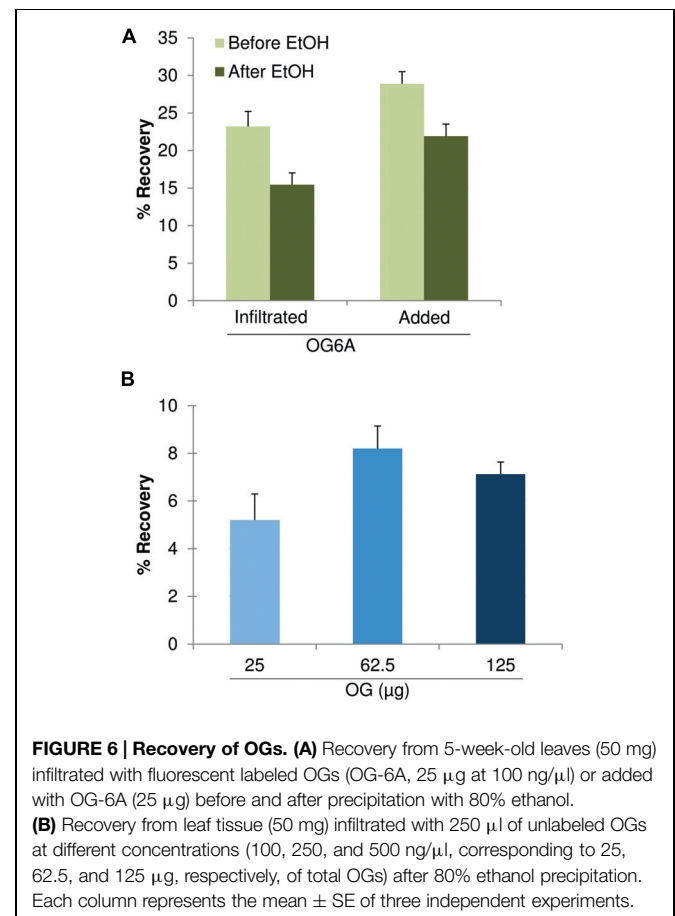 A
35
Before EtOH
After EtOH
30
25
20
15
10
5
0
% Recovery
Infiltrated Added
OG6A
B
10
8
6
4
2
0
% Recovery
25 62.5 125
OG (µg)
FIGURE 6 | Recovery of OGs. (A) Recovery from 5-week-old leaves (50 mg)
infiltrated with fluorescent labeled OGs (OG-6A, 25 µg at 100 ng/µl) or added
with OG-6A (25 µg) before and after precipitation with 80% ethanol.
(B) Recovery from leaf tissue (50 mg) infiltrated with 250 µl of unlabeled OGs
at different concentrations (100, 250, and 500 ng/µl, corresponding to 25,
62.5, and 125 µg, respectively, of total OGs) after 80% ethanol precipitation.
Each column represents the mean ± SE of three independent experiments.